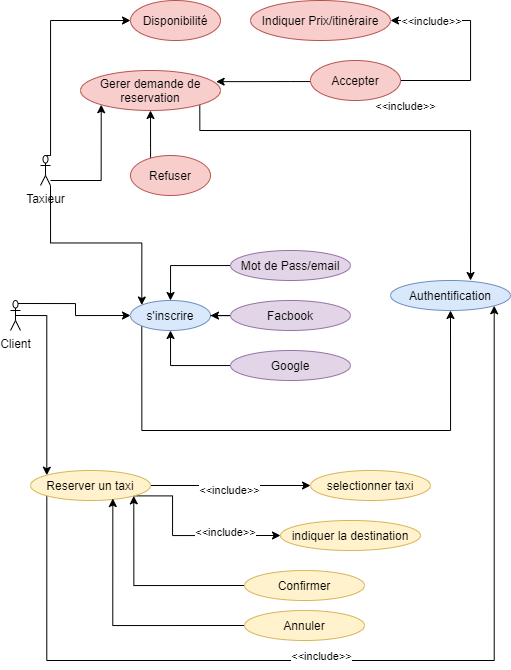 Disponibilité
Indiquer Prix/itinéraire
<<include>>
Gerer demande de
reservation
Accepter
<<include>>
Refuser
Taxieur
Mot de Pass/email
Authentification
s'inscrire
Facbook
Client
Google
Reserver un taxi
<<include>>
selectionner taxi
<<include>>
indiquer la destination
Confirmer
Annuler
<<include>>